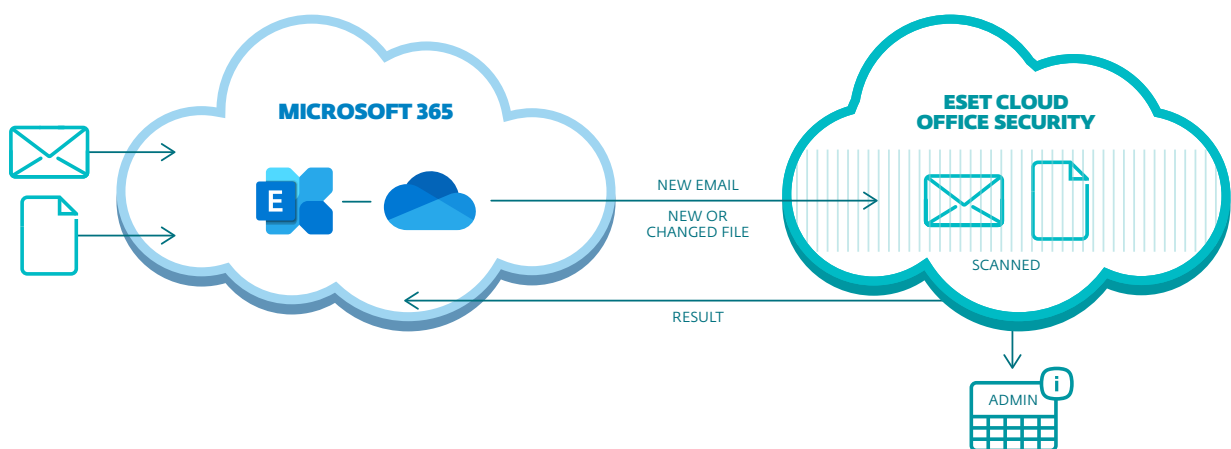 MICROSOFT 365
E
NEW EMAIL
NEW OR
CHANGED FILE
RESULT
ESET CLOUD
OFFICE SECURITY
SCANNED
ADMIN
i